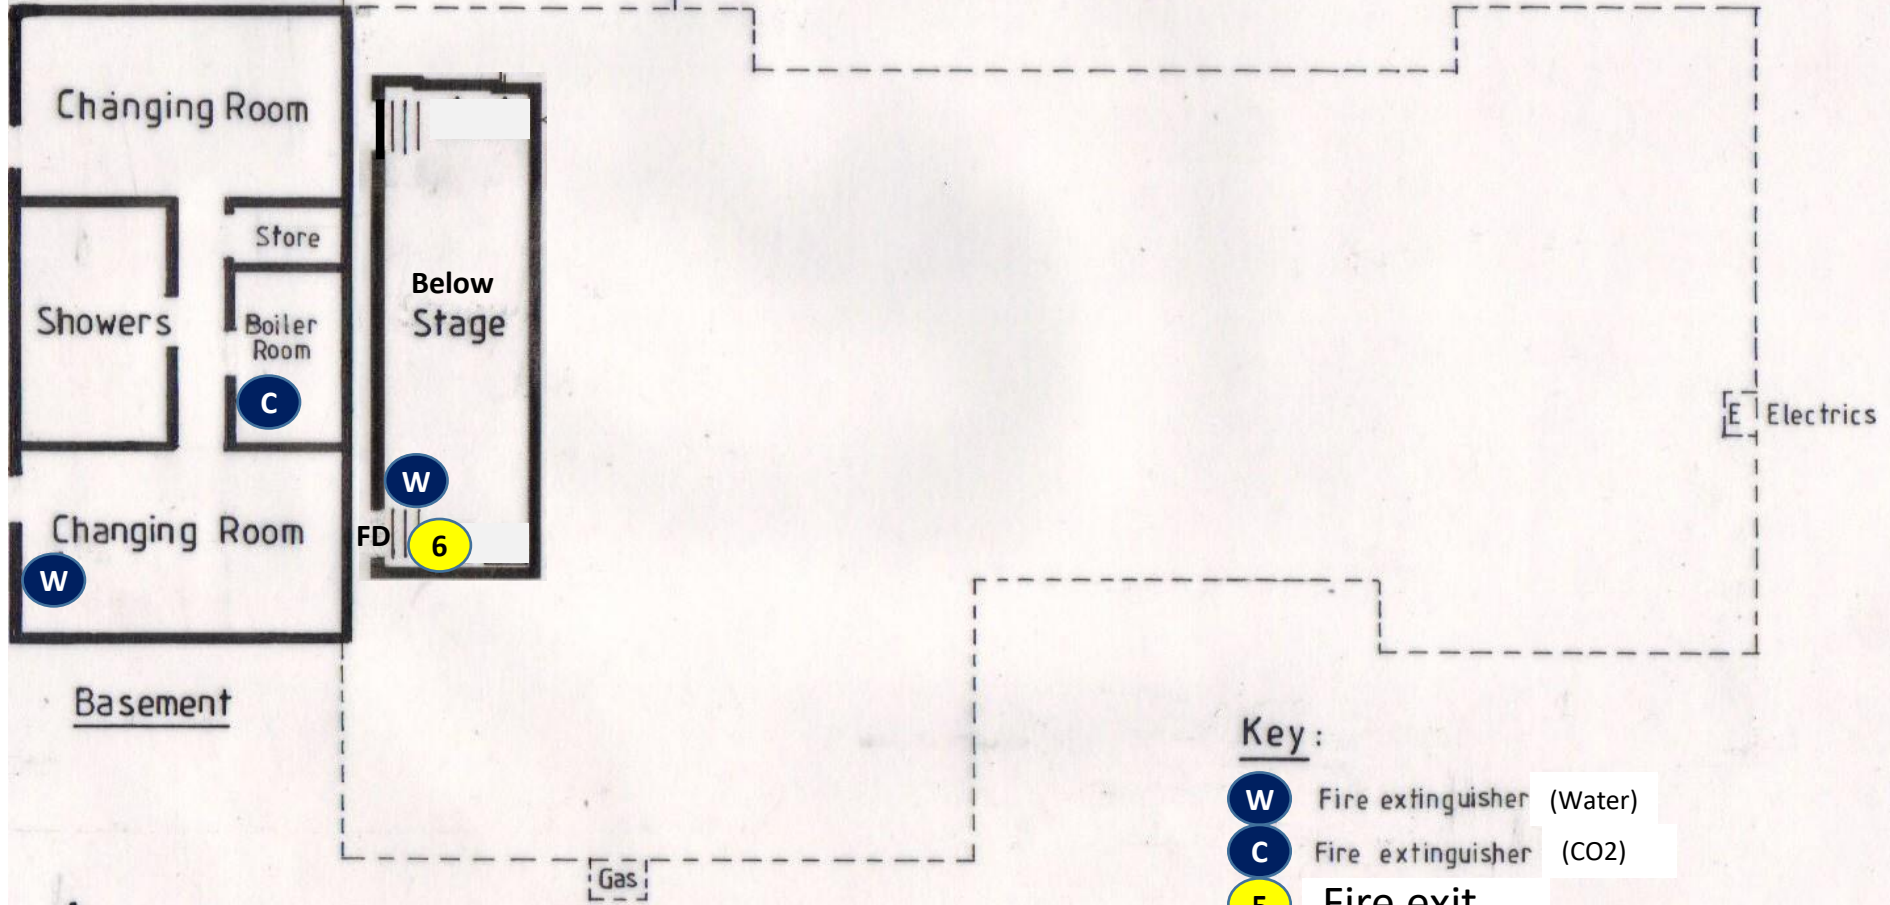 Changing Room
Store
Below
Stage
Showers
Boiler
Room
C
E Electrics
W
Changing Room
FD
6
W
Basement
Key:
W Fire extinguisher (Water)
C Fire extinguisher (CO2)
Fire exit
Gas